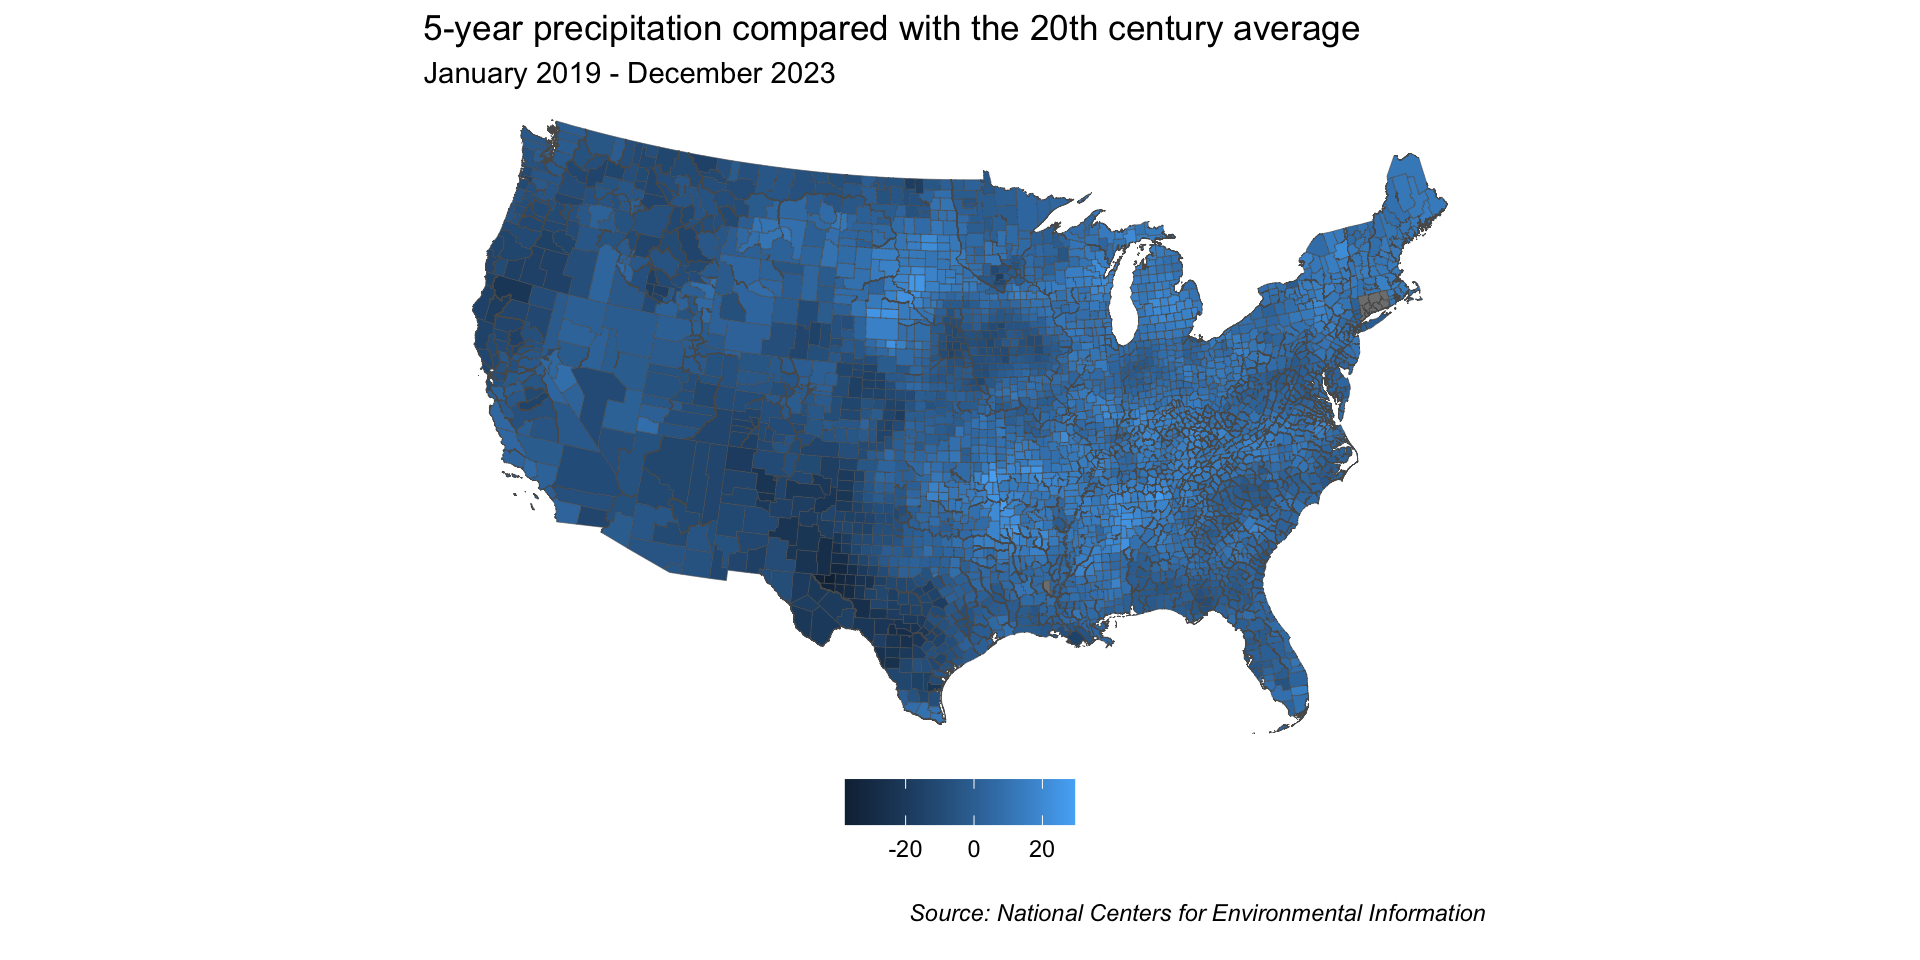 5-year precipitation compared with the 20th century average
January 2019 - December 2023
-20 0 20
Source: National Centers for Environmental Information